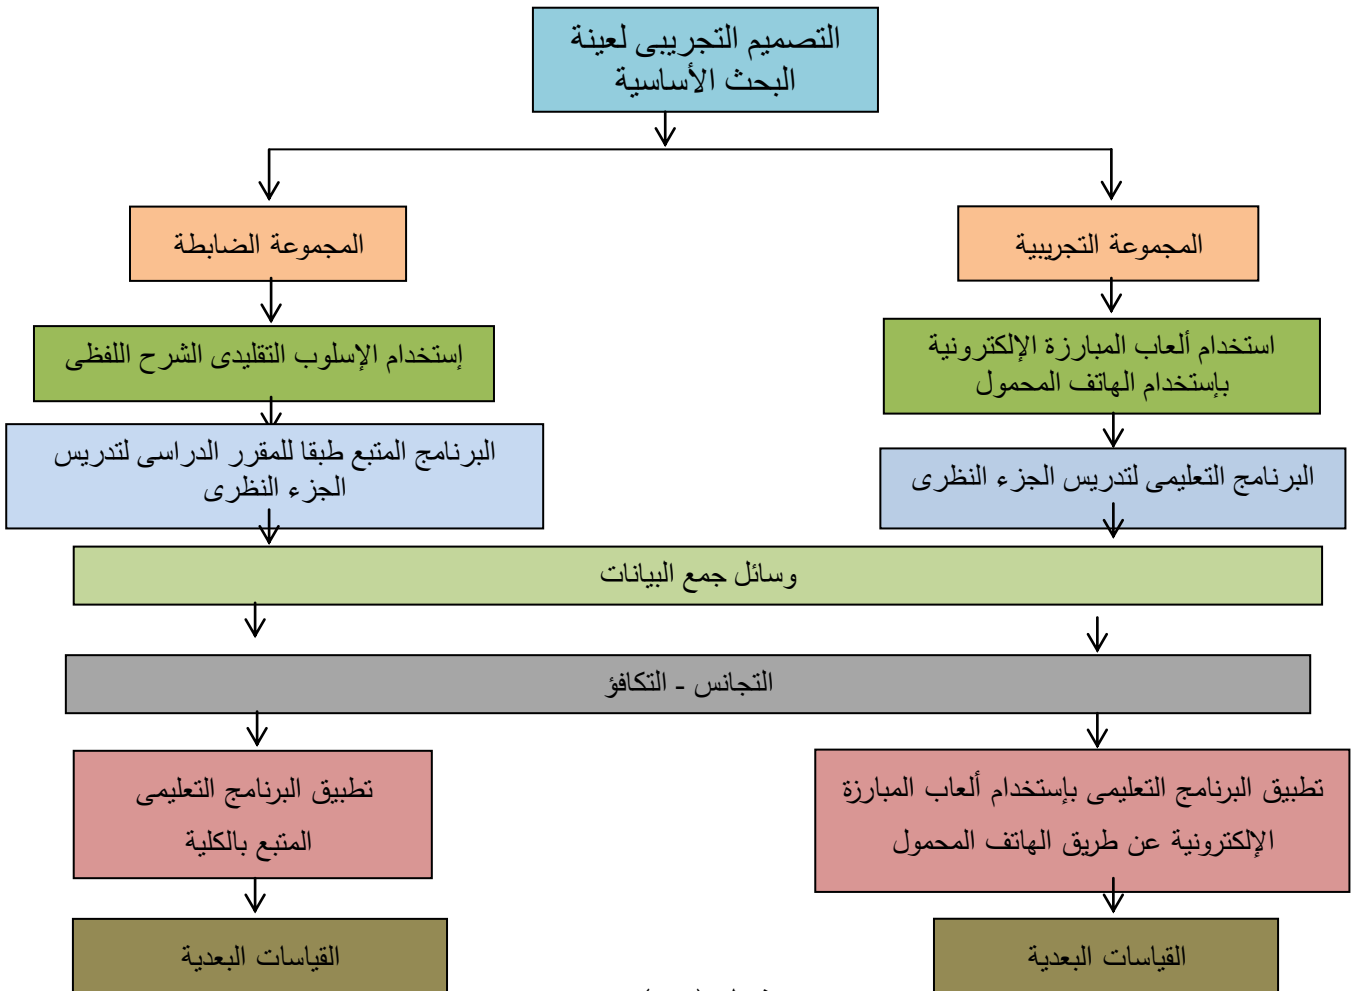 التصميم التجريبى لعينة
البحث الأساسية
المجموعة التجريبية
المجموعة الضابطة
استخدام ألعاب المبارزة الإلكترونية
بإستخدام الهاتف المحمول
إستخدام الإسلوب التقليدى الشرح اللفظى
البرنامج التعليمى لتدريس الجزء النظرى
البرنامج المتبع طبقا للمقرر الدراسى لتدريس
الجزء النظرى
وسائل جمع البيانات
التجانس - التكافؤ
تطبيق البرنامج التعليمى بإستخدام ألعاب المبارزة
الإلكترونية عن طريق الهاتف المحمول
تطبيق البرنامج التعليمى
المتبع بالكلية
القياسات البعدية
القياسات البعدية